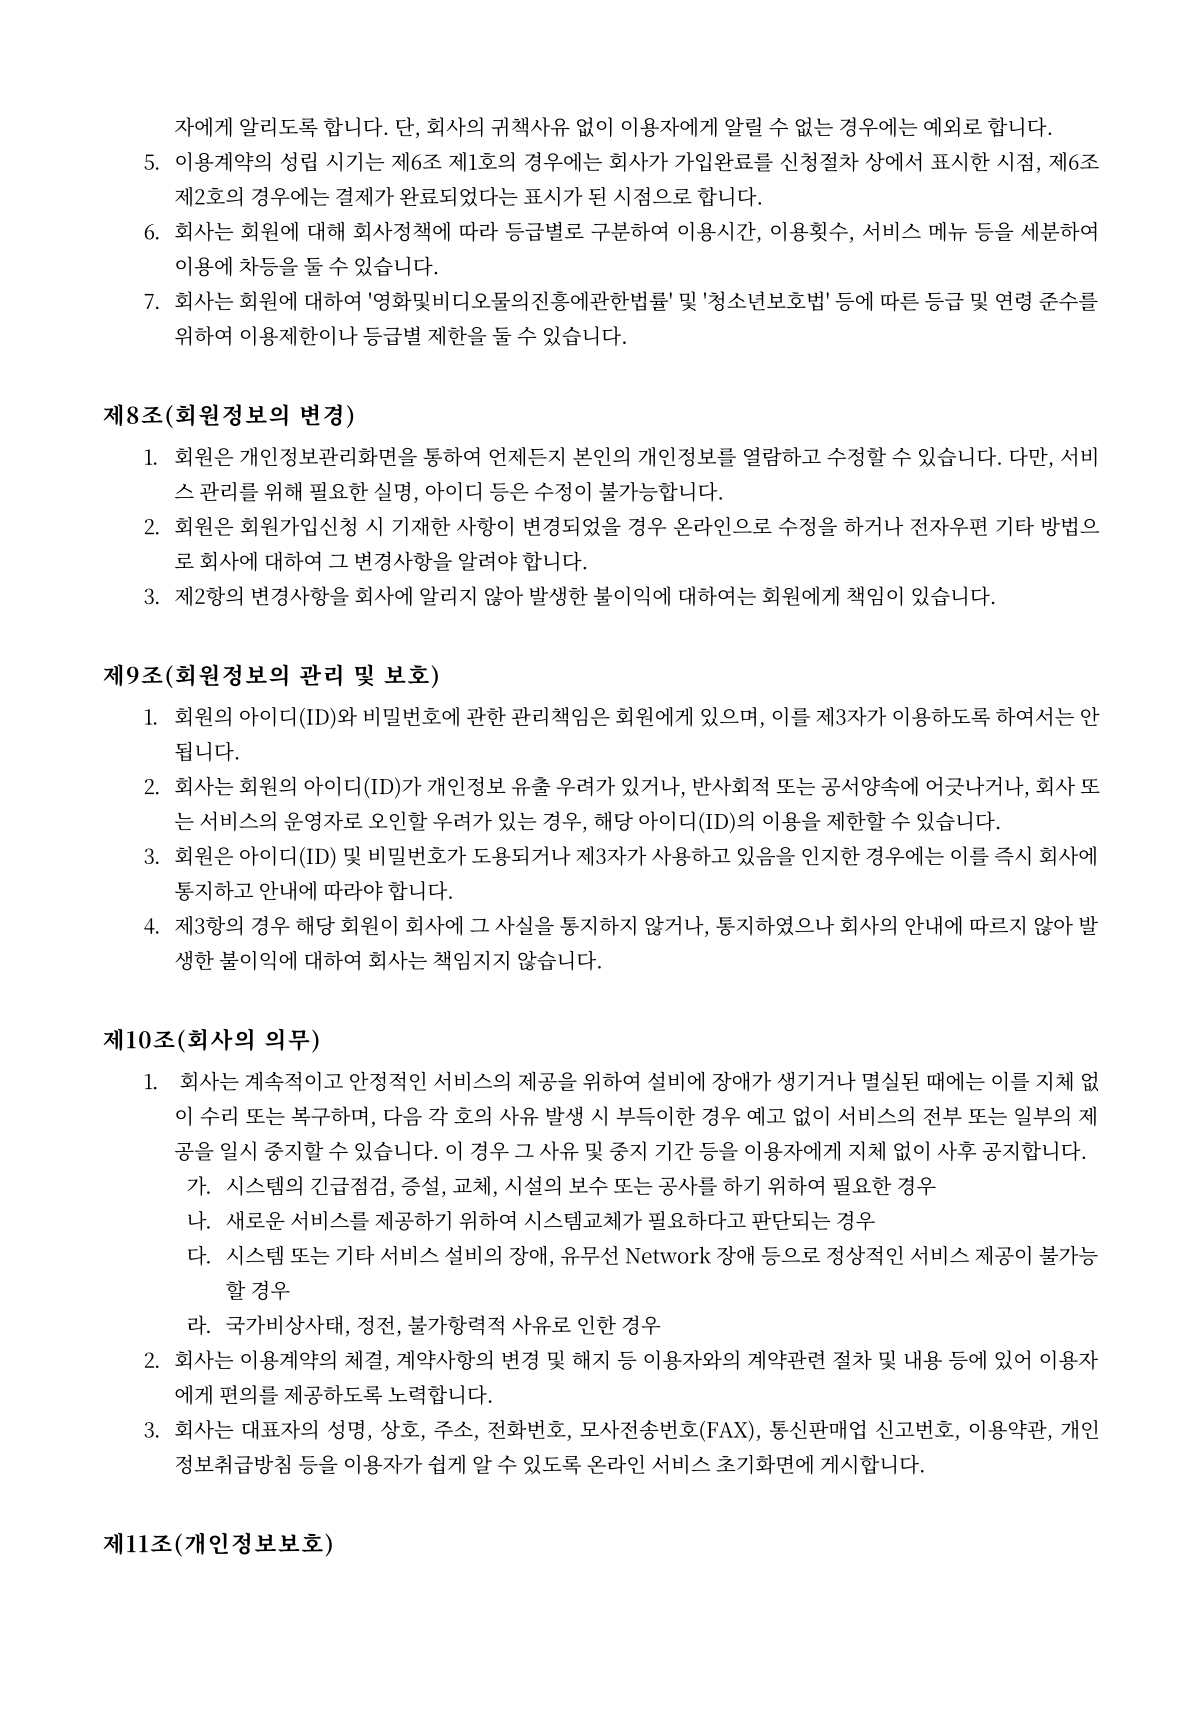 자에게 알리도록 합니다. 단, 회사의 귀책사유 없이 이용자에게 알릴 수 없는 경우에는 예외로 합니다.
5. 이용계약의 성립 시기는 제6조 제1호의 경우에는 회사가 가입완료를 신청절차 상에서 표시한 시점, 제6조
제2호의 경우에는 결제가 완료되었다는 표시가 된 시점으로 합니다.
6. 회사는 회원에 대해 회사정책에 따라 등급별로 구분하여 이용시간, 이용횟수, 서비스 메뉴 등을 세분하여
이용에 차등을 둘 수 있습니다.
7. 회사는 회원에 대하여 '영화및비디오물의진흥에관한법률' 및 '청소년보호법' 등에 따른 등급 및 연령 준수를
위하여 이용제한이나 등급별 제한을 둘 수 있습니다.
제8조(회원정보의 변경)
1. 회원은 개인정보관리화면을 통하여 언제든지 본인의 개인정보를 열람하고 수정할 수 있습니다. 다만, 서비
스 관리를 위해 필요한 실명, 아이디 등은 수정이 불가능합니다.
2. 회원은 회원가입신청 시 기재한 사항이 변경되었을 경우 온라인으로 수정을 하거나 전자우편 기타 방법으
로 회사에 대하여 그 변경사항을 알려야 합니다.
3. 제2항의 변경사항을 회사에 알리지 않아 발생한 불이익에 대하여는 회원에게 책임이 있습니다.
제9조(회원정보의 관리 및 보호)
1. 회원의 아이디(ID)와 비밀번호에 관한 관리책임은 회원에게 있으며, 이를 제3자가 이용하도록 하여서는 안
됩니다.
2. 회사는 회원의 아이디(ID)가 개인정보 유출 우려가 있거나, 반사회적 또는 공서양속에 어긋나거나, 회사 또
는 서비스의 운영자로 오인할 우려가 있는 경우, 해당 아이디(ID)의 이용을 제한할 수 있습니다.
3. 회원은 아이디(ID) 및 비밀번호가 도용되거나 제3자가 사용하고 있음을 인지한 경우에는 이를 즉시 회사에
통지하고 안내에 따라야 합니다.
4. 제3항의 경우 해당 회원이 회사에 그 사실을 통지하지 않거나, 통지하였으나 회사의 안내에 따르지 않아 발
생한 불이익에 대하여 회사는 책임지지 않습니다.
제10조(회사의 의무)
1. 회사는 계속적이고 안정적인 서비스의 제공을 위하여 설비에 장애가 생기거나 멸실된 때에는 이를 지체 없
이 수리 또는 복구하며, 다음 각 호의 사유 발생 시 부득이한 경우 예고 없이 서비스의 전부 또는 일부의 제
공을 일시 중지할 수 있습니다. 이 경우 그 사유 및 중지 기간 등을 이용자에게 지체 없이 사후 공지합니다.
가. 시스템의 긴급점검, 증설, 교체, 시설의 보수 또는 공사를 하기 위하여 필요한 경우
나. 새로운 서비스를 제공하기 위하여 시스템교체가 필요하다고 판단되는 경우
다. 시스템 또는 기타 서비스 설비의 장애, 유무선 Network 장애 등으로 정상적인 서비스 제공이 불가능
할 경우
라. 국가비상사태, 정전, 불가항력적 사유로 인한 경우
2. 회사는 이용계약의 체결, 계약사항의 변경 및 해지 등 이용자와의 계약관련 절차 및 내용 등에 있어 이용자
에게 편의를 제공하도록 노력합니다.
3. 회사는 대표자의 성명, 상호, 주소, 전화번호, 모사전송번호(FAX), 통신판매업 신고번호, 이용약관, 개인
정보취급방침 등을 이용자가 쉽게 알 수 있도록 온라인 서비스 초기화면에 게시합니다.
제11조(개인정보보호)